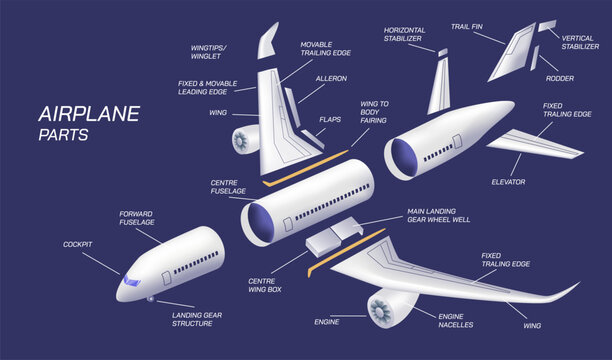 AIRPLANE
PARTS
WINGTIPS/
WINGLET
MOVABLE
TRAILING EDGE
FIXED & MOVABLE
LEADING EDGE
ALLERON
WING
FLAPS
WING TO
BODY
FAIRING
HORIZONTAL
STABILIZER
TRAIL FIN
VERTICAL
STABILIZER
RODDER
FIXED
TRALING EDGE
ELEVATOR
CENTRE
FUSELAGE
FORWARD
FUSELAGE
COCKPIT
LANDING GEAR
STRUCTURE
MAIN LANDING
GEAR WHEEL WELL
CENTRE
WING BOX
FIXED
TRALING EDGE
ENGINE
ENGINE
NACELLES
WING